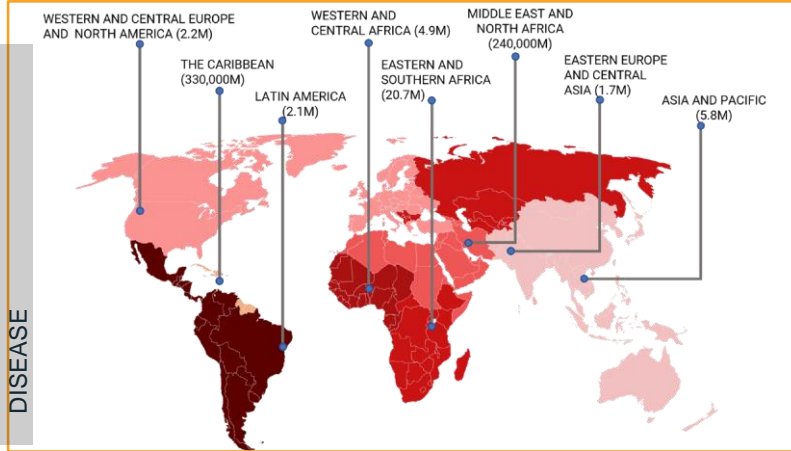 WESTERN AND CENTRAL EUROPE
AND NORTH AMERICA (2.2M)
THE CARIBBEAN
(330,000M)
LATIN AMERICA
(2.1M)
WESTERN AND
CENTRAL AFRICA (4.9M)
EASTERN AND
SOUTHERN AFRICA
(20.7M)
MIDDLE EAST AND
NORTH AFRICA
(240,000M)
EASTERN EUROPE
AND CENTRAL
ASIA (1.7M)
ASIA AND PACIFIC
(5.8M)
DISEASE